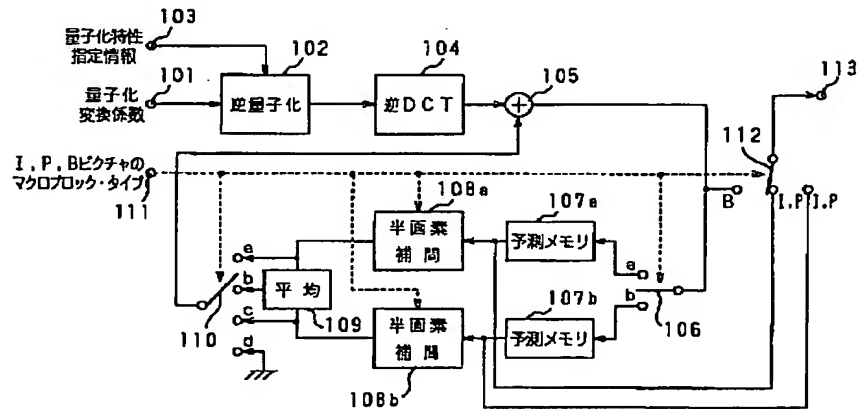 103
量子化特性
指定情報
102
104
101
113
量子化
変換係数
逆量子化
逆DCT
105
112
I,P,Bピクチャの
マクロブロック・タイプ
111
108a
107a
B
I,P
I,P
半画素
補間
予測メモリ
a
a
b
平均
b
107b
c
109
半画素
補間
予測メモリ
106
110
d
108b